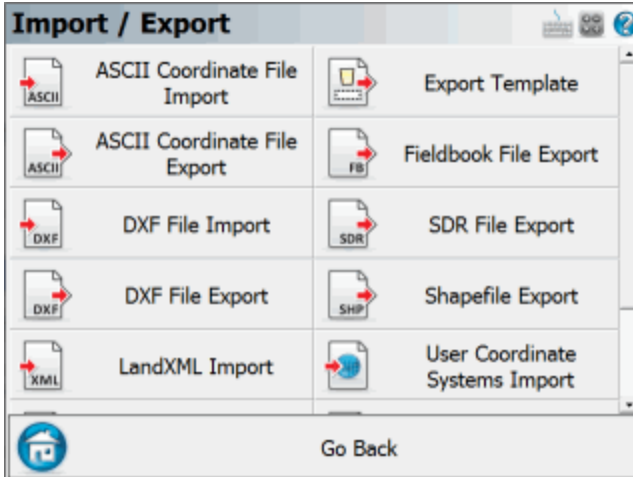 Import / Export
ASCII
ASCII Coordinate File
Import
Export Template
ASCII
ASCII Coordinate File
Export
FB
Fieldbook File Export
DXF
DXF File Import
SDR
SDR File Export
DXF
DXF File Export
SHP
Shapefile Export
XML
LandXML Import
User Coordinate
Systems Import
Go Back